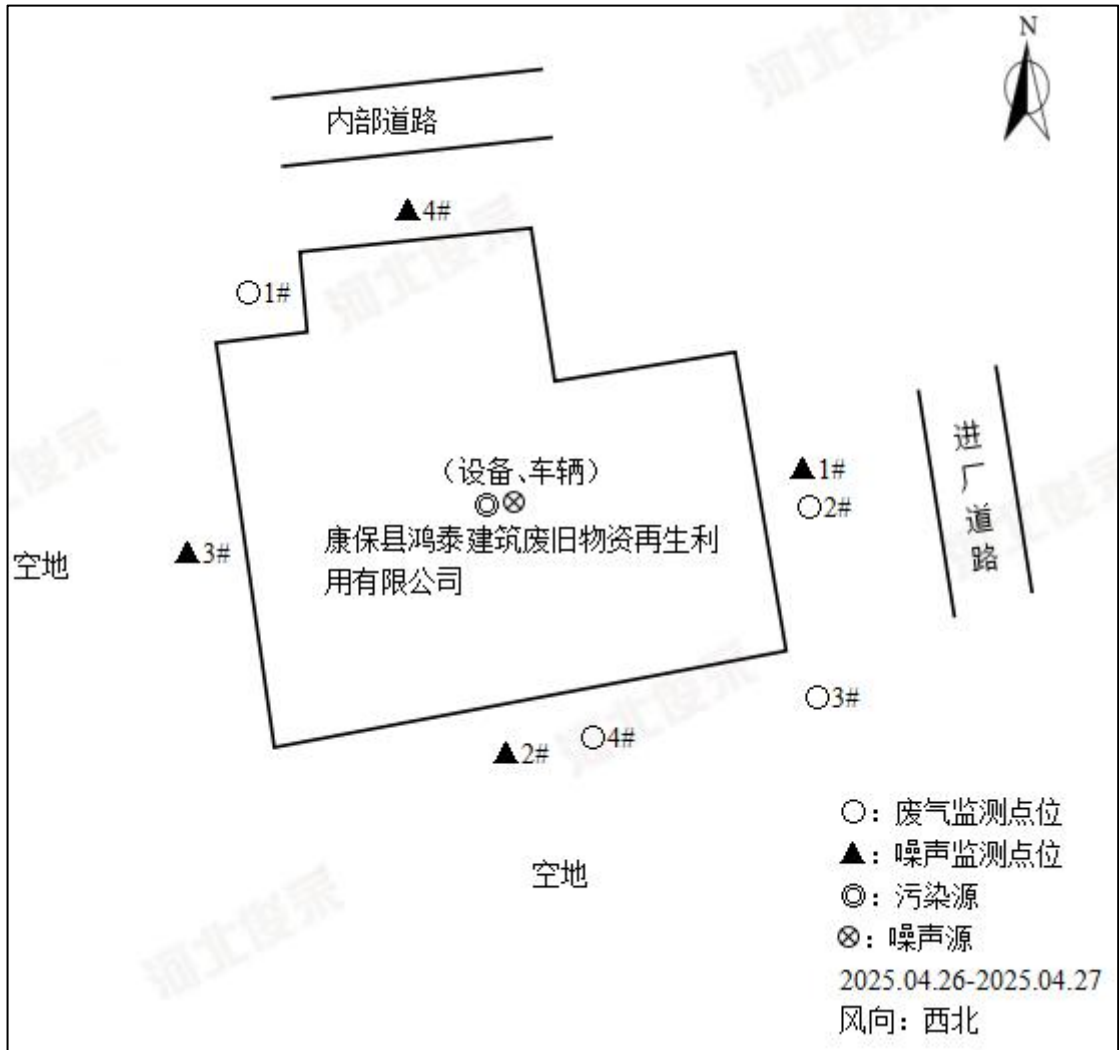 N
内部道路
▲4#
○1#
(设备、车辆)
◎⊗
康保县鸿泰建筑废旧物资再生利
用有限公司
▲1#
○2#
进厂道路
空地
▲3#
○3#
○4#
▲2#
空地
○：废气监测点位
▲：噪声监测点位
◎：污染源
⊗：噪声源
2025.04.26-2025.04.27
风向：西北